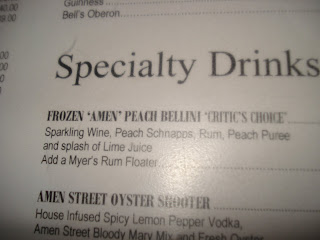 Guinness
Bell's Oberon
Specialty Drinks
FROZEN 'AMEN' PEACH BELLINI 'CRITIC'S CHOICE'
Sparkling Wine, Peach Schnapps, Rum, Peach Puree
and splash of Lime Juice
Add a Myer's Rum Floater
AMEN STREET OYSTER SHOOTER
House Infused Spicy Lemon Pepper Vodka,
Amen Street Bloody Mary Mix and Fresh Oyster